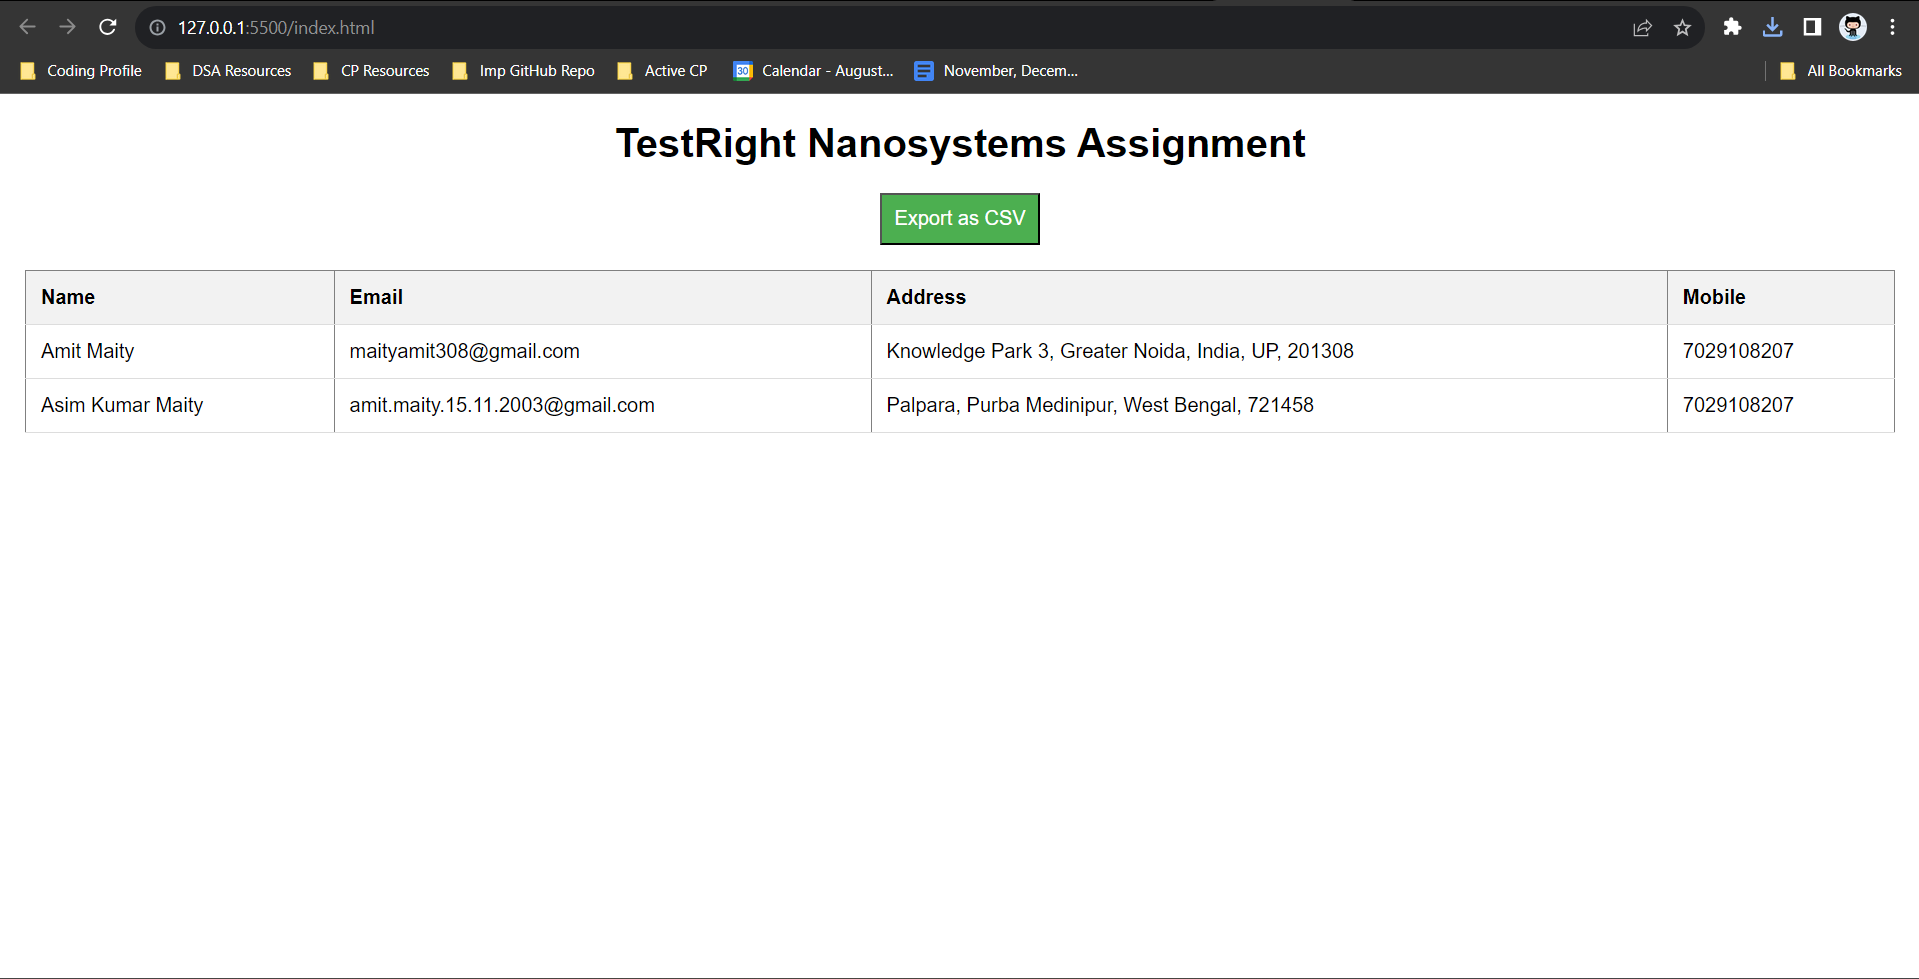 127.0.0.1:5500/index.html
Coding Profile DSA Resources CP Resources Imp GitHub Repo Active CP 30 Calendar - August... November, Decem... All Bookmarks
TestRight Nanosystems Assignment
Export as CSV
Name Email Address Mobile
Amit Maity maityamit308@gmail.com Knowledge Park 3, Greater Noida, India, UP, 201308 7029108207
Asim Kumar Maity amit.maity.15.11.2003@gmail.com Palpara, Purba Medinipur, West Bengal, 721458 7029108207